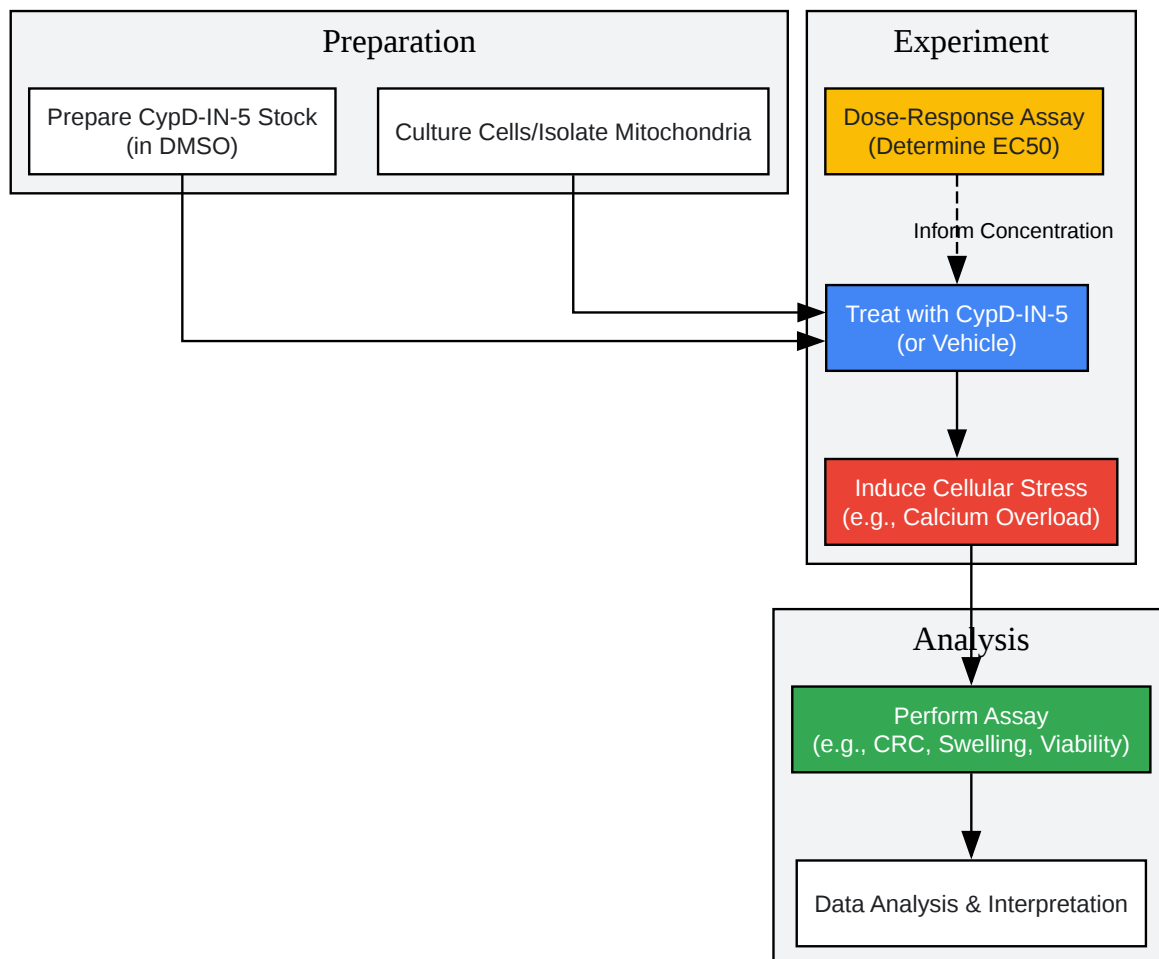 Preparation
Prepare CypD-IN-5 Stock
(in DMSO)
Culture Cells/Isolate Mitochondria
Experiment
Dose-Response Assay
(Determine EC50)
Inform Concentration
Treat with CypD-IN-5
(or Vehicle)
Induce Cellular Stress
(e.g., Calcium Overload)
Analysis
Perform Assay
(e.g., CRC, Swelling, Viability)
Data Analysis & Interpretation